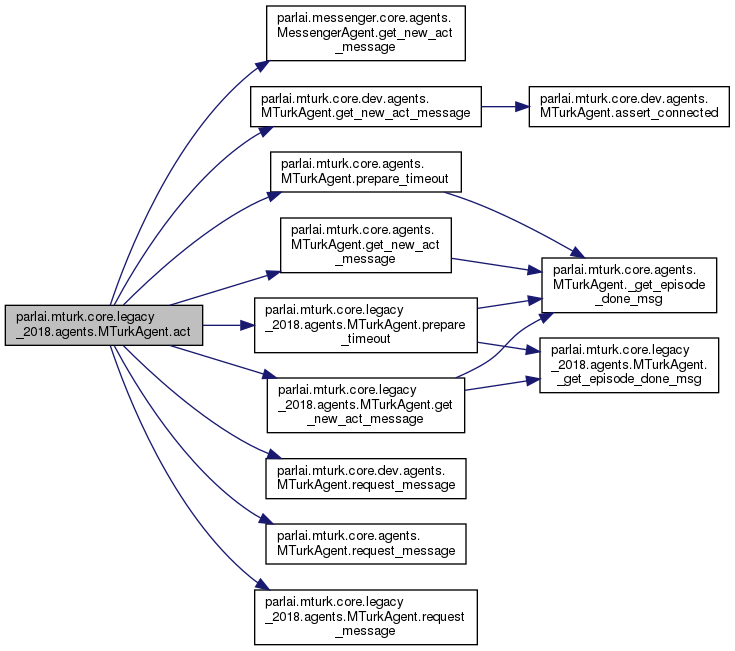 parlai.messenger.core.agents.
MessengerAgent.get_new_act
_message
parlai.mturk.core.dev.agents.
MTurkAgent.get_new_act_message
parlai.mturk.core.dev.agents.
MTurkAgent.assert_connected
parlai.mturk.core.agents.
MTurkAgent.prepare_timeout
parlai.mturk.core.agents.
MTurkAgent.get_new_act
_message
parlai.mturk.core.agents.
MTurkAgent._get_episode
_done_msg
parlai.mturk.core.legacy
_2018.agents.MTurkAgent.act
parlai.mturk.core.legacy
_2018.agents.MTurkAgent.prepare
_timeout
parlai.mturk.core.legacy
_2018.agents.MTurkAgent.
_get_episode_done_msg
parlai.mturk.core.legacy
_2018.agents.MTurkAgent.get
_new_act_message
parlai.mturk.core.dev.agents.
MTurkAgent.request_message
parlai.mturk.core.agents.
MTurkAgent.request_message
parlai.mturk.core.legacy
_2018.agents.MTurkAgent.request
_message